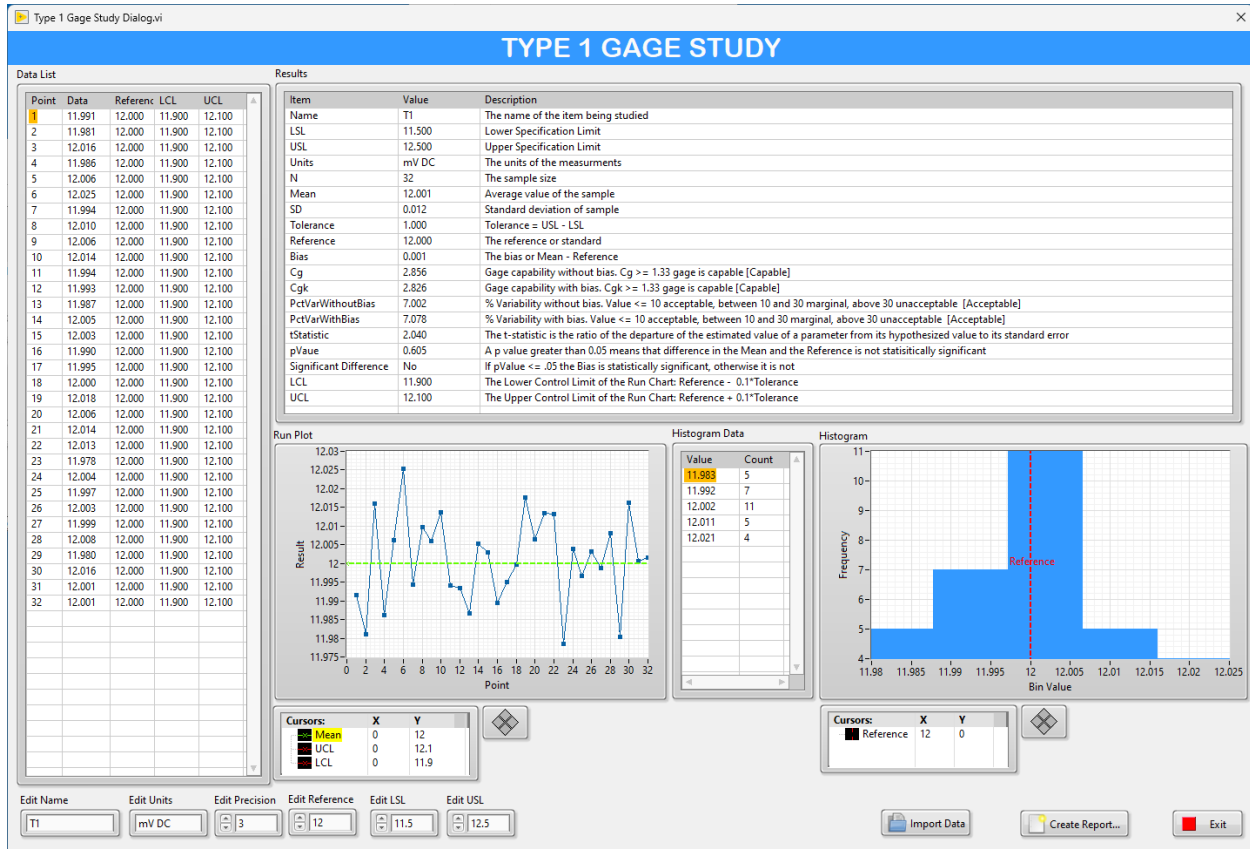 Type 1 Gage Study Dialog.vi
TYPE 1 GAGE STUDY
Data List
Point Data Referenc LCL UCL
1 11.991 12.000 11.900 12.100
2 11.981 12.000 11.900 12.100
3 12.016 12.000 11.900 12.100
4 11.986 12.000 11.900 12.100
5 12.006 12.000 11.900 12.100
6 12.025 12.000 11.900 12.100
7 11.994 12.000 11.900 12.100
8 12.010 12.000 11.900 12.100
9 12.006 12.000 11.900 12.100
10 12.014 12.000 11.900 12.100
11 11.994 12.000 11.900 12.100
12 11.993 12.000 11.900 12.100
13 11.987 12.000 11.900 12.100
14 12.005 12.000 11.900 12.100
15 12.003 12.000 11.900 12.100
16 11.990 12.000 11.900 12.100
17 11.995 12.000 11.900 12.100
18 12.000 12.000 11.900 12.100
19 12.018 12.000 11.900 12.100
20 12.006 12.000 11.900 12.100
21 12.014 12.000 11.900 12.100
22 12.013 12.000 11.900 12.100
23 11.978 12.000 11.900 12.100
24 12.004 12.000 11.900 12.100
25 11.997 12.000 11.900 12.100
26 12.003 12.000 11.900 12.100
27 11.999 12.000 11.900 12.100
28 12.008 12.000 11.900 12.100
29 11.980 12.000 11.900 12.100
30 12.016 12.000 11.900 12.100
31 12.001 12.000 11.900 12.100
32 12.001 12.000 11.900 12.100
Results
Item Value Description
Name T1 The name of the item being studied
LSL 11.500 Lower Specification Limit
USL 12.500 Upper Specification Limit
Units mV DC The units of the measurments
N 32 The sample size
Mean 12.001 Average value of the sample
SD 0.012 Standard deviation of sample
Tolerance 1.000 Tolerance = USL - LSL
Reference 12.000 The reference or standard
Bias 0.001 The bias or Mean - Reference
Cg 2.856 Gage capability without bias. Cg >= 1.33 gage is capable [Capable]
Cgk 2.826 Gage capability with bias. Cgk >= 1.33 gage is capable [Capable]
PctVarWithoutBias 7.002 % Variability without bias. Value <= 10 acceptable, between 10 and 30 marginal, above 30 unacceptable [Acceptable]
PctVarWithBias 7.078 % Variability with bias. Value <= 10 acceptable, between 10 and 30 marginal, above 30 unacceptable [Acceptable]
tStatistic 2.040 The t-statistic is the ratio of the departure of the estimated value of a parameter from its hypothesized value to its standard error
pVaue 0.605 A p value greater than 0.05 means that difference in the Mean and the Reference is not statisitically significant
Significant Difference No If pValue <= .05 the Bias is statistically significant, otherwise it is not
LCL 11.900 The Lower Control Limit of the Run Chart: Reference - 0.1*Tolerance
UCL 12.100 The Upper Control Limit of the Run Chart: Reference + 0.1*Tolerance
Run Plot
Result
12.03
12.025
12.02
12.015
12.01
12.005
12
11.995
11.99
11.985
11.98
11.975
0 2 4 6 8 10 12 14 16 18 20 22 24 26 28 30 32
Point
Cursors: X Y
Mean 0 12
UCL 0 12.1
LCL 0 11.9
Histogram Data
Value Count
11.983 5
11.992 7
12.002 11
12.011 5
12.021 4
Histogram
Frequency
11
10
9
8
7
6
5
4
Reference
11.98 11.985 11.99 11.995 12 12.005 12.01 12.015 12.02 12.025
Bin Value
Cursors: X Y
Reference 12 0
Edit Name Edit Units Edit Precision Edit Reference Edit LSL Edit USL
T1 mV DC 3 12 11.5 12.5
Import Data Create Report... Exit